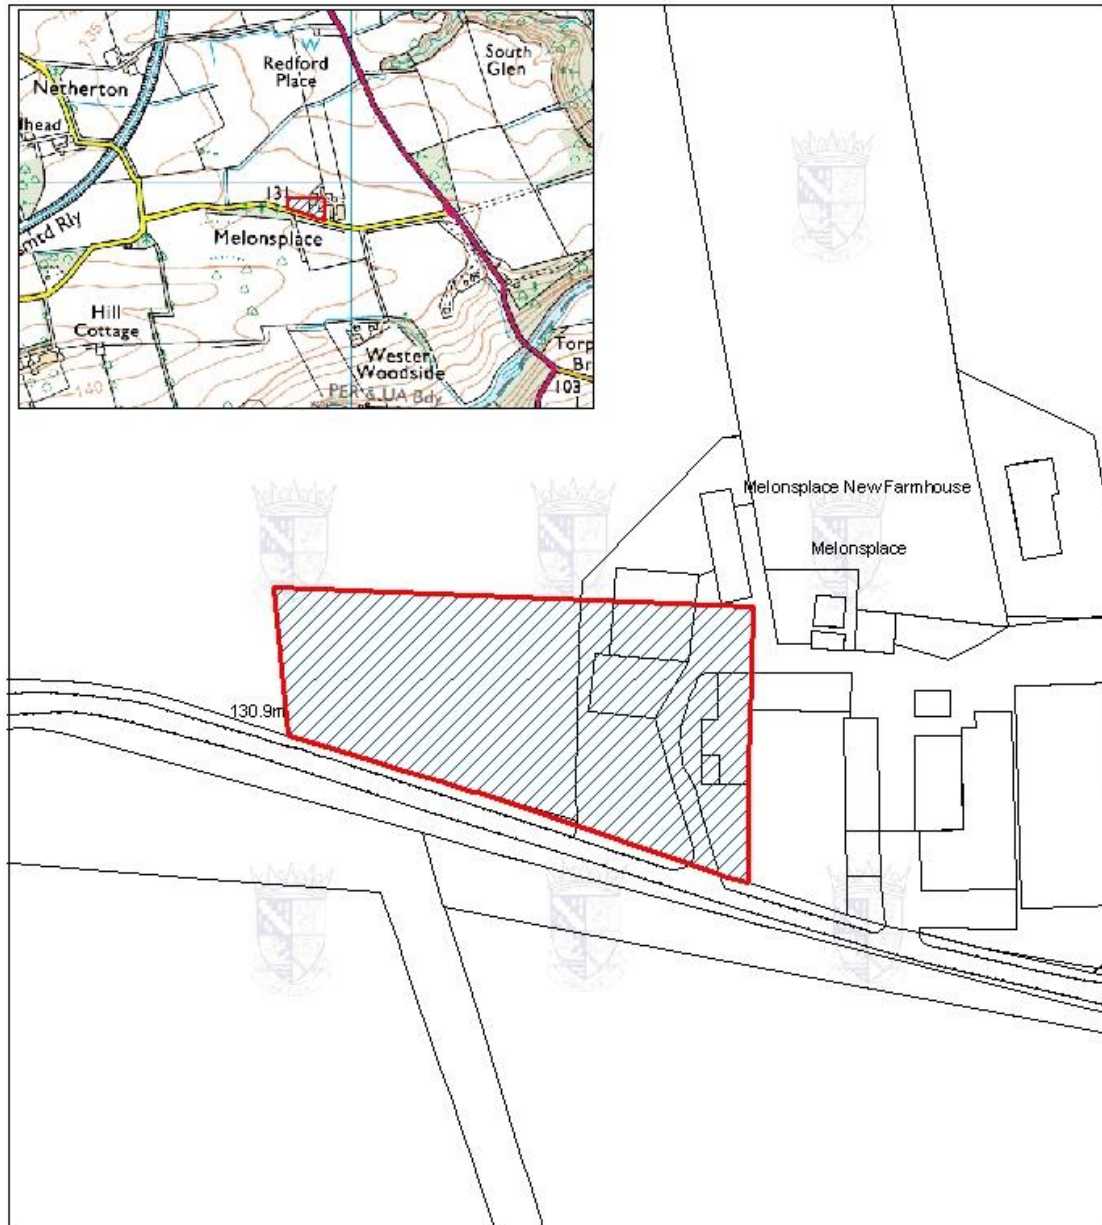 135
South
Glen
Redford
Place
Netherton
lhead
131
Melonsplace
smtd Rly
Hill
Cottage
Wester
Woodside
Torp
Br
103
140
PER & UA Bdy
Melonsplace New Farmhouse
Melonsplace
130.9m